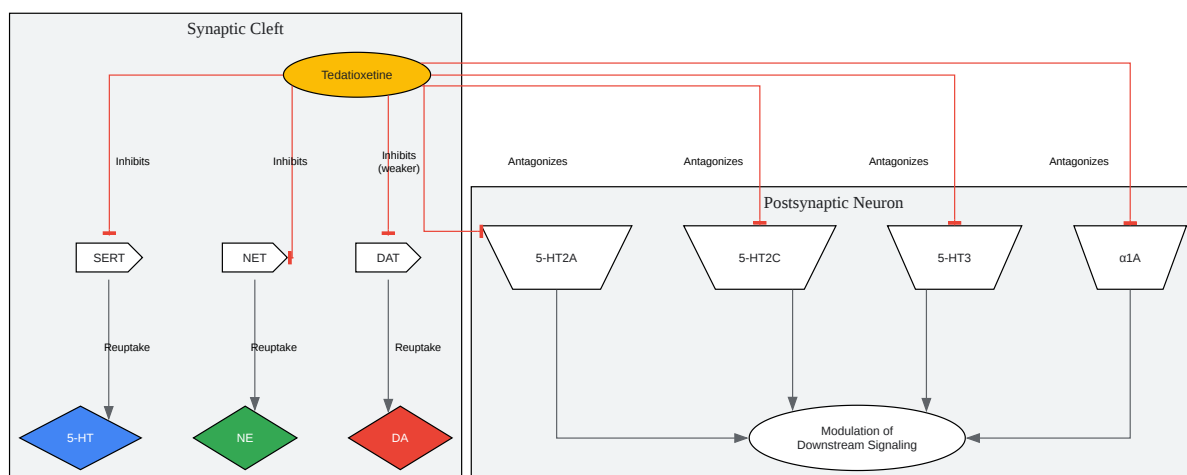 Synaptic Cleft
Tedatioxetine
Inhibits
Inhibits
Inhibits
(weaker)
Antagonizes
Antagonizes
Antagonizes
Antagonizes
Postsynaptic Neuron
SERT
NET
DAT
5-HT2A
5-HT2C
5-HT3
α1A
Reuptake
Reuptake
Reuptake
5-HT
NE
DA
Modulation of
Downstream Signaling